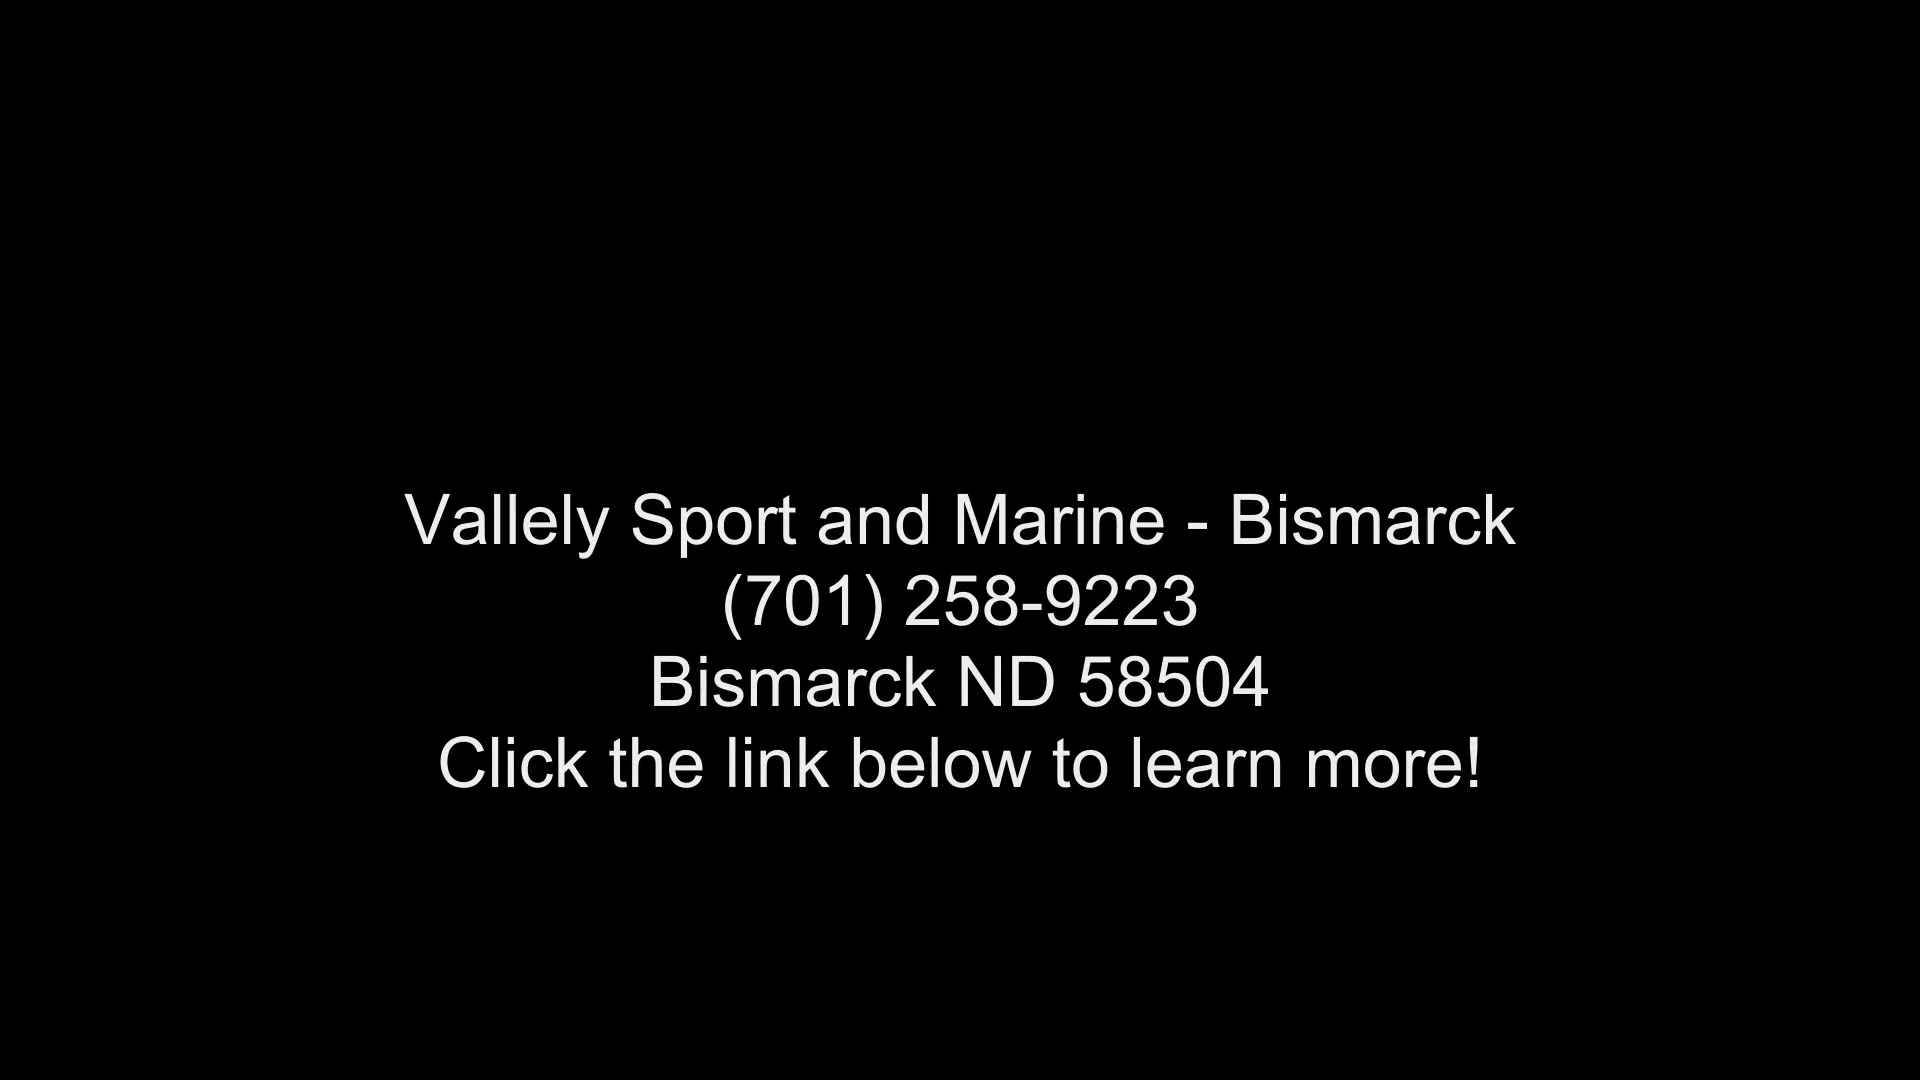 Vallely Sport and Marine - Bismarck
(701) 258-9223
Bismarck ND 58504
Click the link below to learn more!